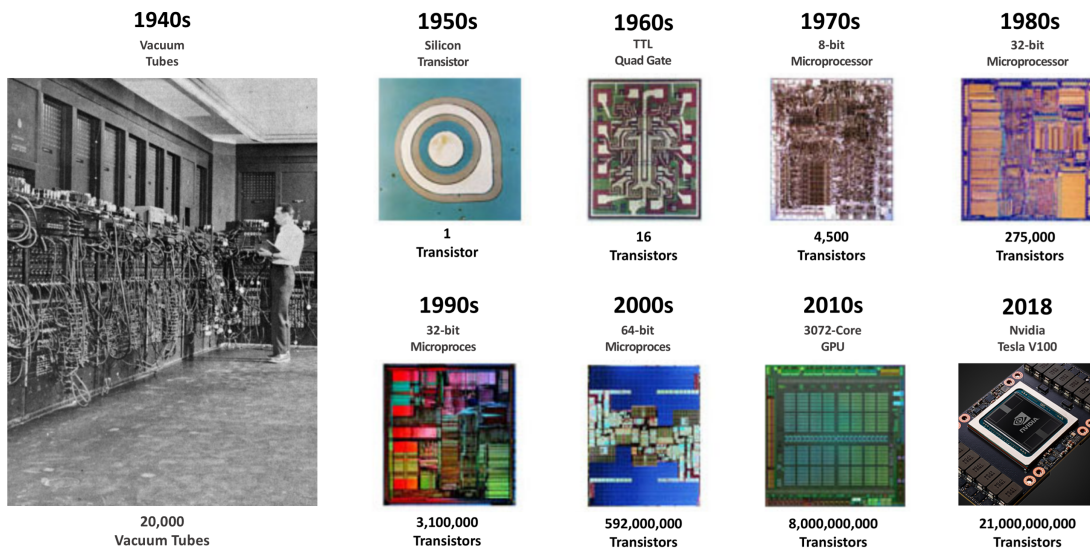 1940s
Vacuum
Tubes
20,000
Vacuum Tubes
1950s
Silicon
Transistor
1
Transistor
1960s
TTL
Quad Gate
16
Transistors
1970s
8-bit
Microprocessor
4,500
Transistors
1980s
32-bit
Microprocessor
275,000
Transistors
1990s
32-bit
Microproces
3,100,000
Transistors
2000s
64-bit
Microproces
592,000,000
Transistors
2010s
3072-Core
GPU
8,000,000,000
Transistors
2018
Nvidia
Tesla V100
NVIDIA
21,000,000,000
Transistors